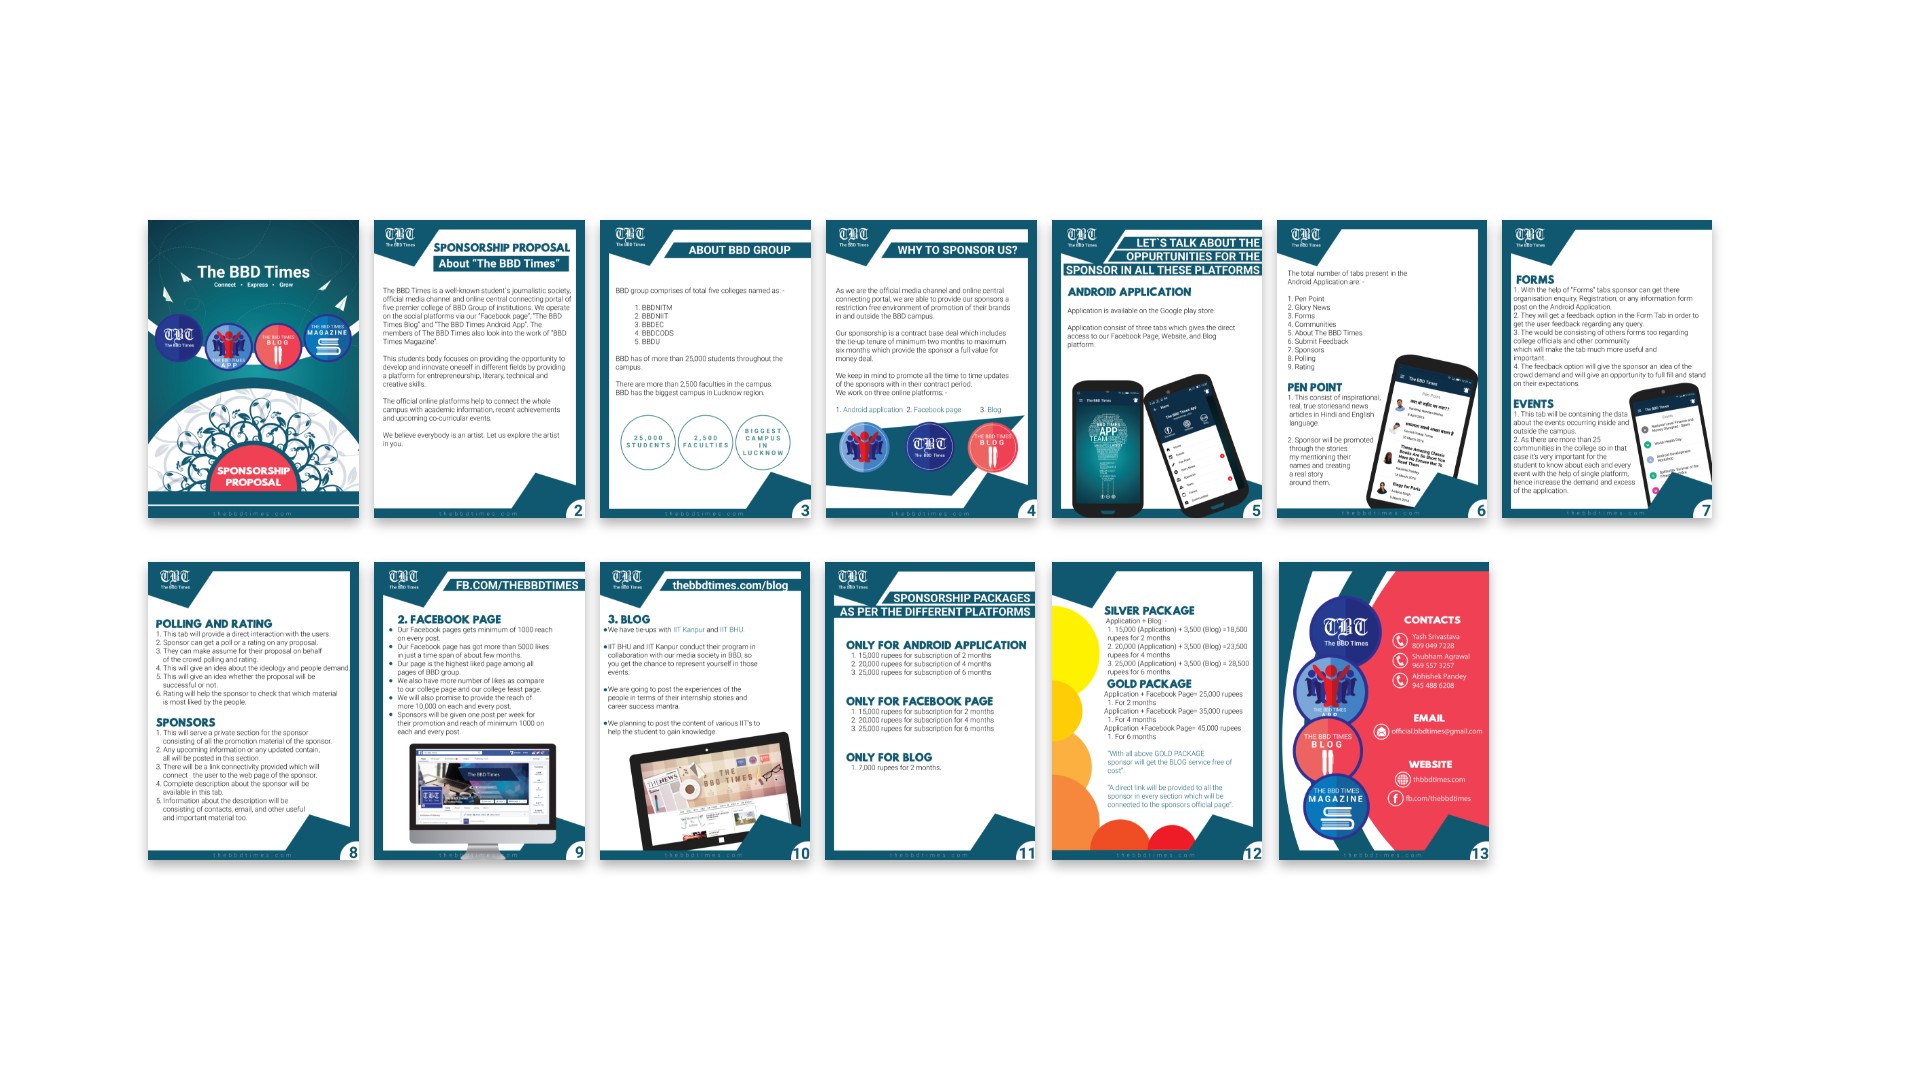 The BBD Times
Connect • Express • Grow
TBT
The BBD Times
THE BBD TIMES
APP
THE BBD TIMES
BLOG
THE BBD TIMES
MAGAZINE
SPONSORSHIP
PROPOSAL
thebbdtimes.com
TBT
The BBD Times
SPONSORSHIP PROPOSAL
About "The BBD Times"
The BBD Times is a well-known student`s journalistic society,
official media channel and online central connecting portal of
five premier college of BBD Group of institutions. We operate
on the social platforms via our "Facebook page", "The BBD
Times Blog" and "The BBD Times Android App". The
members of The BBD Times also look into the work of "BBD
Times Magazine".
This students body focuses on providing the opportunity to
develop and innovate oneself in different fields by providing
a platform for entrepreneurship, literary, technical and
creative skills.
The official online platforms help to connect the whole
campus with academic information, recent achievements
and upcoming co-curricular events.
We believe everybody is an artist. Let us explore the artist
in you.
thebbdtimes.com
2
TBT
The BBD Times
ABOUT BBD GROUP
BBD group comprises of total five colleges named as: -
1. BBDNITM
2. BBDNIIT
3. BBDEC
4. BBDCODS
5. BBDU
BBD has of more than 25,000 students throughout the
campus.
There are more than 2,500 faculties in the campus.
BBD has the biggest campus in Lucknow region.
25,000
STUDENTS
2,500
FACULTIES
BIGGEST
CAMPUS
IN
LUCKNOW
thebbdtimes.com
3
TBT
The BBD Times
WHY TO SPONSOR US?
As we are the official media channel and online central
connecting portal, we are able to provide our sponsors a
restriction free environment of promotion of their brands
in and outside the BBD campus.
Our sponsorship is a contract base deal which includes
the tie-up tenure of minimum two months to maximum
six months which provide the sponsor a full value for
money deal.
We keep in mind to promote all the time to time updates
of the sponsors with in their contract period.
We work on three online platforms: -
1. Android application 2. Facebook page 3. Blog
TBT
The BBD Times
THE BBD TIMES
BLOG
thebbdtimes.com
4
TBT
The BBD Times
LET`S TALK ABOUT THE
OPPURTUNITIES FOR THE
SPONSOR IN ALL THESE PLATFORMS
ANDROID APPLICATION
Application is available on the Google play store.
Application consist of three tabs which gives the direct
access to our Facebook Page, Website, and Blog
platform.
The BBD Times
THE
BBD TIMES
APP
TEAM
5
TBT
The BBD Times
The total number of tabs present in the
Android Application are: -
1. Pen Point
2. Glory News
3. Forms
4. Communities
5. About The BBD Times
6. Submit Feedback
7. Sponsors
8. Polling
9. Rating
PEN POINT
1. This consist of inspirational,
real, true storiesand news
articles in Hindi and English
language.
2. Sponsor will be promoted
through the stories
my mentioning their
names and creating
a real story
around them.
The BBD Times
thebbdtimes.com
6
TBT
The BBD Times
FORMS
1. With the help of "Forms" tabs sponsor can get there
organisation enquiry, Registration, or any information form
post on the Android Application.
2. They will get a feedback option in the Form Tab in order to
get the user feedback regarding any query.
3. The would be consisting of others forms too regarding
college officials and other community
which will make the tab much more useful and
important.
4. The feedback option will give the sponsor an idea of the
crowd demand and will give an opportunity to full fill and stand
on their expectations.
EVENTS
1. This tab will be containing the data
about the events occurring inside and
outside the campus.
2. As there are more than 25
communities in the college so in that
case it's very important for the
student to know about each and every
event with the help of single platform,
hence increase the demand and excess
of the application.
The BBD Times
thebbdtimes.com
7
TBT
The BBD Times
POLLING AND RATING
1. This tab will provide a direct interaction with the users.
2. Sponsor can get a poll or a rating on any proposal.
3. They can make assume for their proposal on behalf
of the crowd polling and rating.
4. This will give an idea about the ideology and people demand.
5. This will give an idea whether the proposal will be
successful or not.
6. Rating will help the sponsor to check that which material
is most liked by the people.
SPONSORS
1. This will serve a private section for the sponsor
consisting of all the promotion material of the sponsor.
2. Any upcoming information or any updated contain,
all will be posted in this section.
3. There will be a link connectivity provided which will
connect the user to the web page of the sponsor.
4. Complete description about the sponsor will be
available in this tab.
5. Information about the description will be
consisting of contacts, email, and other useful
and important material too.
thebbdtimes.com
8
TBT
The BBD Times
FB.COM/THEBBDTIMES
2. FACEBOOK PAGE
• Our Facebook pages gets minimum of 1000 reach
on every post.
• Our Facebook page has got more than 5000 likes
in just a time span of about few months.
• Our page is the highest liked page among all
pages of BBD group.
• We also have more number of likes as compare
to our college page and our college feast page.
• We will also promise to provide the reach of
more 10,000 on each and every post.
• Sponsors will be given one post per week for
their promotion and reach of minimum 1000 on
each and every post.
The BBD Times
thebbdtimes.com
9
TBT
The BBD Times
thebbdtimes.com/blog
3. BLOG
•We have tie-ups with IIT Kanpur and IIT BHU.
•IIT BHU and IIT Kanpur conduct their program in
collaboration with our media society in BBD, so
you get the chance to represent yourself in those
events.
•We are going to post the experiences of the
people in terms of their internship stories and
career success mantra.
•We planning to post the content of various IIT's to
help the student to gain knowledge.
THE NEWS
THE BBD TIMES
thebbdtimes.com
10
TBT
The BBD Times
SPONSORSHIP PACKAGES
AS PER THE DIFFERENT PLATFORMS
ONLY FOR ANDROID APPLICATION
1. 15,000 rupees for subscription of 2 months
2. 20,000 rupees for subscription of 4 months
3. 25,000 rupees for subscription of 6 months
ONLY FOR FACEBOOK PAGE
1. 15,000 rupees for subscription for 2 months
2. 20,000 rupees for subscription for 4 months
3. 25,000 rupees for subscription for 6 months
ONLY FOR BLOG
1. 7,000 rupees for 2 months.
thebbdtimes.com
11
SILVER PACKAGE
Application + Blog: -
1. 15,000 (Application) + 3,500 (Blog) =18,500
rupees for 2 months.
2. 20,000 (Application) + 3,500 (Blog) =23,500
rupees for 4 months
3. 25,000 (Application) + 3,500 (Blog) = 28,500
rupees for 6 months.
GOLD PACKAGE
Application + Facebook Page= 25,000 rupees
1. For 2 months
Application + Facebook Page= 35,000 rupees
1. For 4 months
Application +Facebook Page= 45,000 rupees
1. For 6 months
"With all above GOLD PACKAGE
sponsor will get the BLOG service free of
cost".
"A direct link will be provided to all the
sponsor in every section which will be
connected to the sponsors official page".
thebbdtimes.com
12
TBT
The BBD Times
THE BBD TIMES
APP
THE BBD TIMES
BLOG
THE BBD TIMES
MAGAZINE
CONTACTS
Yash Srivastava
809 049 7228
Shubham Agrawal
969 557 3257
Abhishek Pandey
945 488 6208
EMAIL
official.bbdtimes@gmail.com
WEBSITE
thbbdtimes.com
fb.com/thebbdtimes
thebbdtimes.com
13